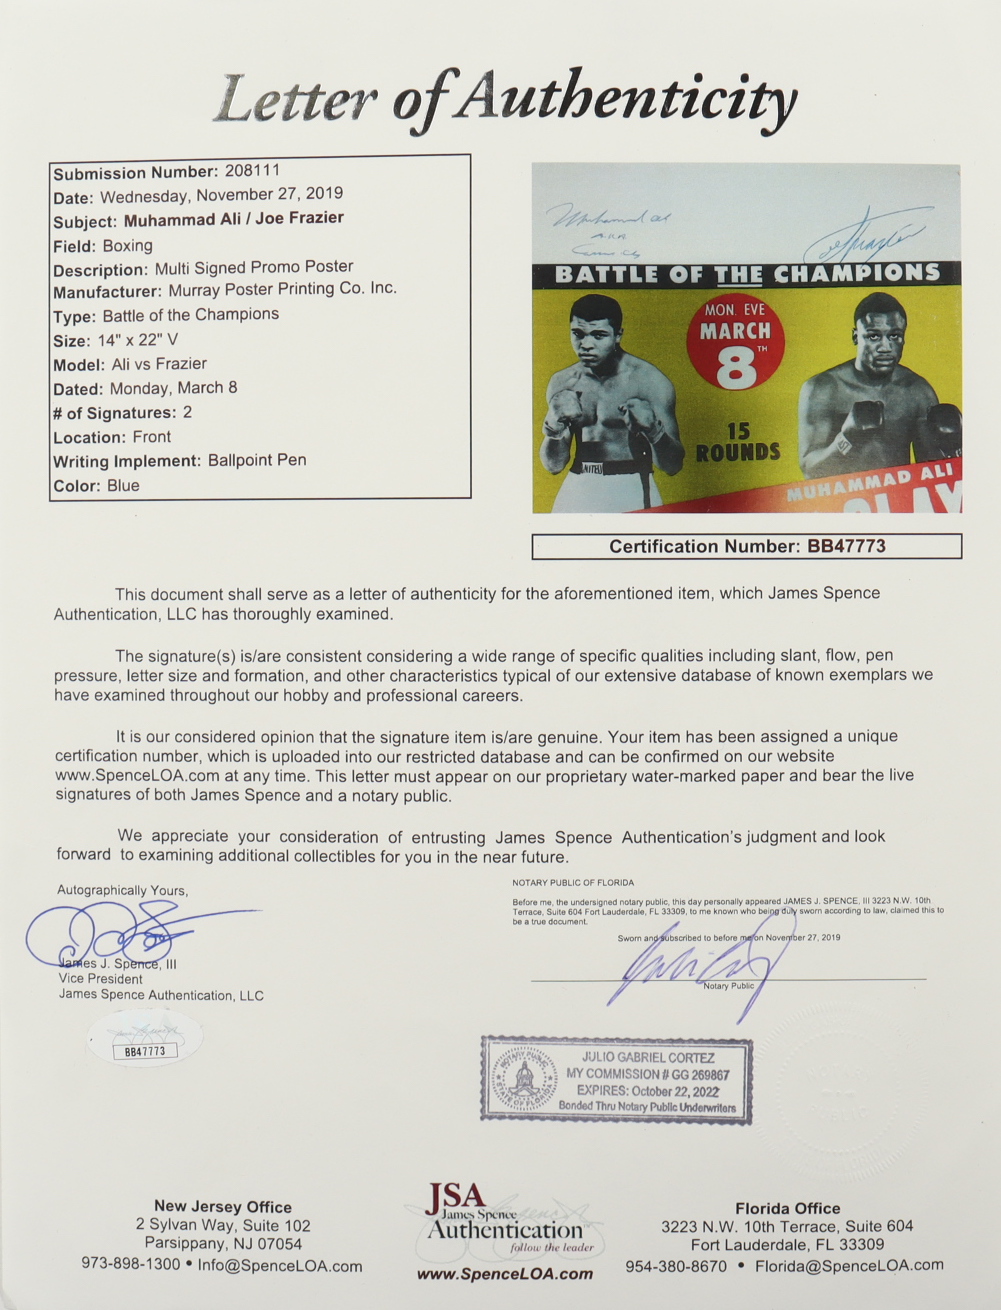 Letter of Authenticity
Submission Number: 208111
Date: Wednesday, November 27, 2019
Subject: Muhammad Ali / Joe Frazier
Field: Boxing
Description: Multi Signed Promo Poster
Manufacturer: Murray Poster Printing Co. Inc.
Type: Battle of the Champions
Size: 14" x 22" V
Model: Ali vs Frazier
Dated: Monday, March 8
# of Signatures: 2
Location: Front
Writing Implement: Ballpoint Pen
Color: Blue
Muhammad Ali
AKA
Joe Frazier
BATTLE OF THE CHAMPIONS
MON. EVE
MARCH
8TH
15
ROUNDS
MUHAMMAD ALI
CLAY
Certification Number: BB47773
This document shall serve as a letter of authenticity for the aforementioned item, which James Spence
Authentication, LLC has thoroughly examined.
The signature(s) is/are consistent considering a wide range of specific qualities including slant, flow, pen
pressure, letter size and formation, and other characteristics typical of our extensive database of known exemplars we
have examined throughout our hobby and professional careers.
It is our considered opinion that the signature item is/are genuine. Your item has been assigned a unique
certification number, which is uploaded into our restricted database and can be confirmed on our website
www.SpenceLOA.com at any time. This letter must appear on our proprietary water-marked paper and bear the live
signatures of both James Spence and a notary public.
We appreciate your consideration of entrusting James Spence Authentication's judgment and look
forward to examining additional collectibles for you in the near future.
Autographically Yours,
James J. Spence, III
Vice President
James Spence Authentication, LLC
BB47773
NOTARY PUBLIC OF FLORIDA
Before me, the undersigned notary public, this day personally appeared JAMES J. SPENCE, III 3223 N.W. 10th
Terrace, Suite 604 Fort Lauderdale, FL 33309, to me known who being duly sworn according to law, claimed this to
be a true document.
Sworn and subscribed to before me on November 27, 2019
Notary Public
NOTARY PUBLIC
STATE OF FLORIDA
JULIO GABRIEL CORTEZ
MY COMMISSION # GG 269867
EXPIRES: October 22, 2022
Bonded Thru Notary Public Underwriters
New Jersey Office
2 Sylvan Way, Suite 102
Parsippany, NJ 07054
973-898-1300 • Info@SpenceLOA.com
JSA
James Spence
Authentication
follow the leader
www.SpenceLOA.com
Florida Office
3223 N.W. 10th Terrace, Suite 604
Fort Lauderdale, FL 33309
954-380-8670 • Florida@SpenceLOA.com